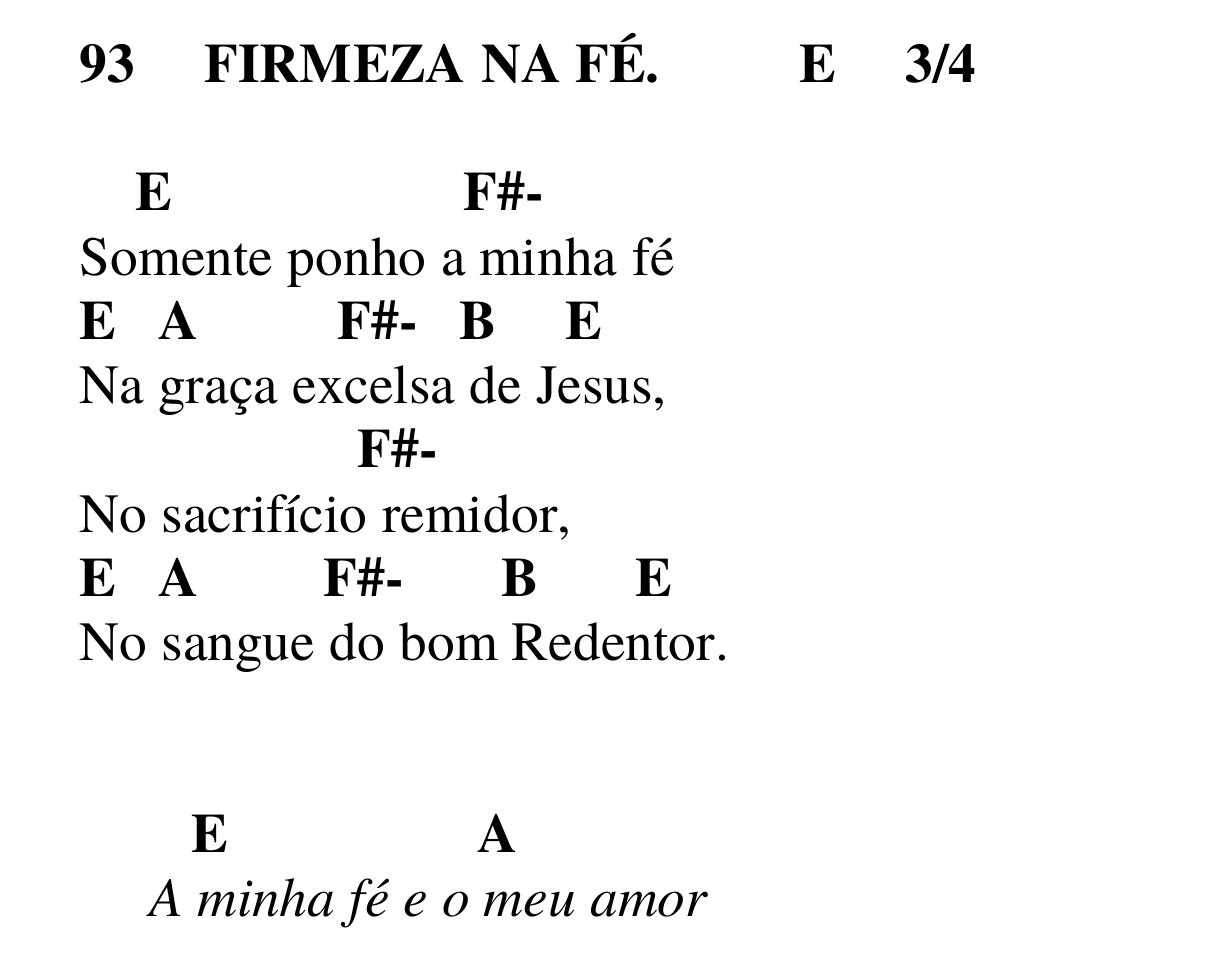 93 FIRMEZA NA FÉ. E 3/4
E F#-
Somente ponho a minha fé
E A F#- B E
Na graça excelsa de Jesus,
F#-
No sacrifício remidor,
E A F#- B E
No sangue do bom Redentor.
E A
A minha fé e o meu amor